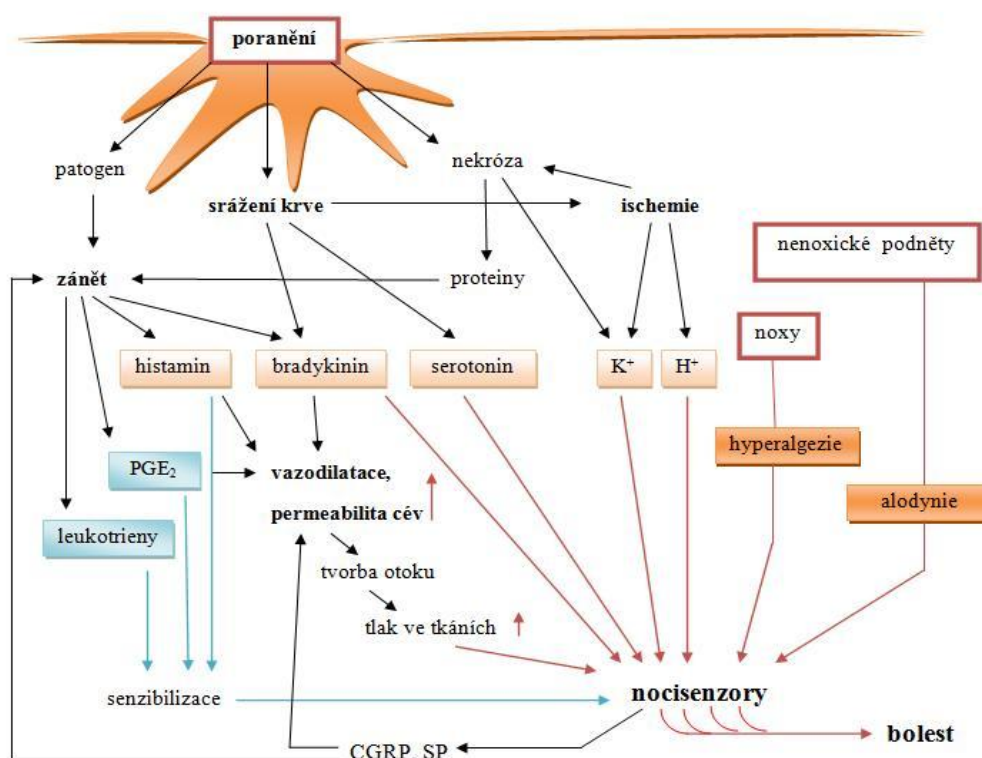 poranění
patogen
nekróza
srážení krve
ischemie
nenoxické podněty
zánět
proteiny
noxy
histamin
bradykinin
serotonin
K⁺
H⁺
hyperalgezie
PGE₂
vazodilatace,
alodynie
permeabilita cév
leukotrieny
tvorba otoku
tlak ve tkáních
senzibilizace
nocisenzory
bolest
CGRP, SP